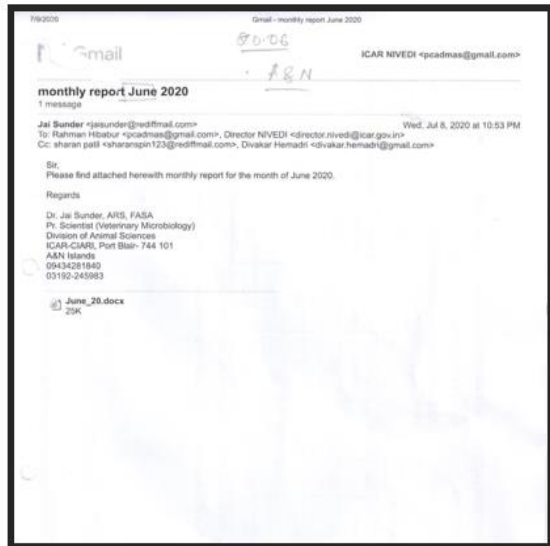 7/9/2020 Gmail - monthly report June 2020
Gmail
20.06
A&N
ICAR NIVEDI <pcadmas@gmail.com>
monthly report June 2020
1 message
Jai Sunder <jaisunder@rediffmail.com> Wed, Jul 8, 2020 at 10:53 PM
To: Rahman Hibabur <pcadmas@gmail.com>, Director NIVEDI <director.nivedi@icar.gov.in>
Cc: sharan patil <sharanspin123@rediffmail.com>, Divakar Hemadri <divakar.hemadri@gmail.com>
Sir,
Please find attached herewith monthly report for the month of June 2020.
Regards
Dr. Jai Sunder, ARS, FASA
Pr. Scientist (Veterinary Microbiology)
Division of Animal Sciences
ICAR-CIARI, Port Blair- 744 101
A&N Islands
09434281840
03192-245983
June_20.docx
25K